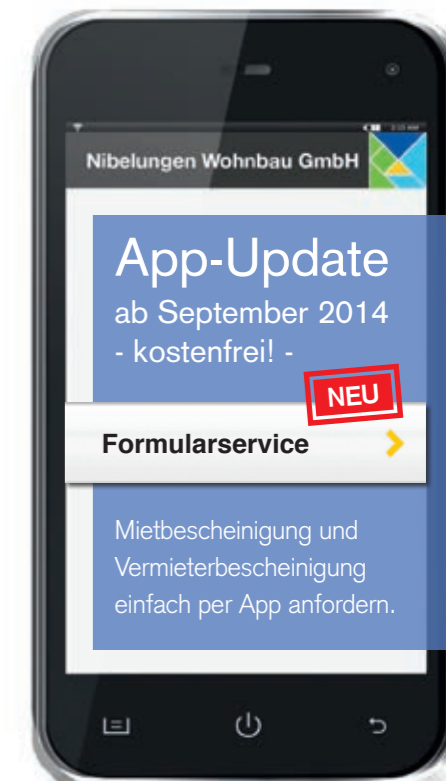 Nibelungen Wohnbau GmbH
App-Update
ab September 2014
- kostenfrei! -
NEU
Formularservice
Mietbescheinigung und
Vermieterbescheinigung
einfach per App anfordern.